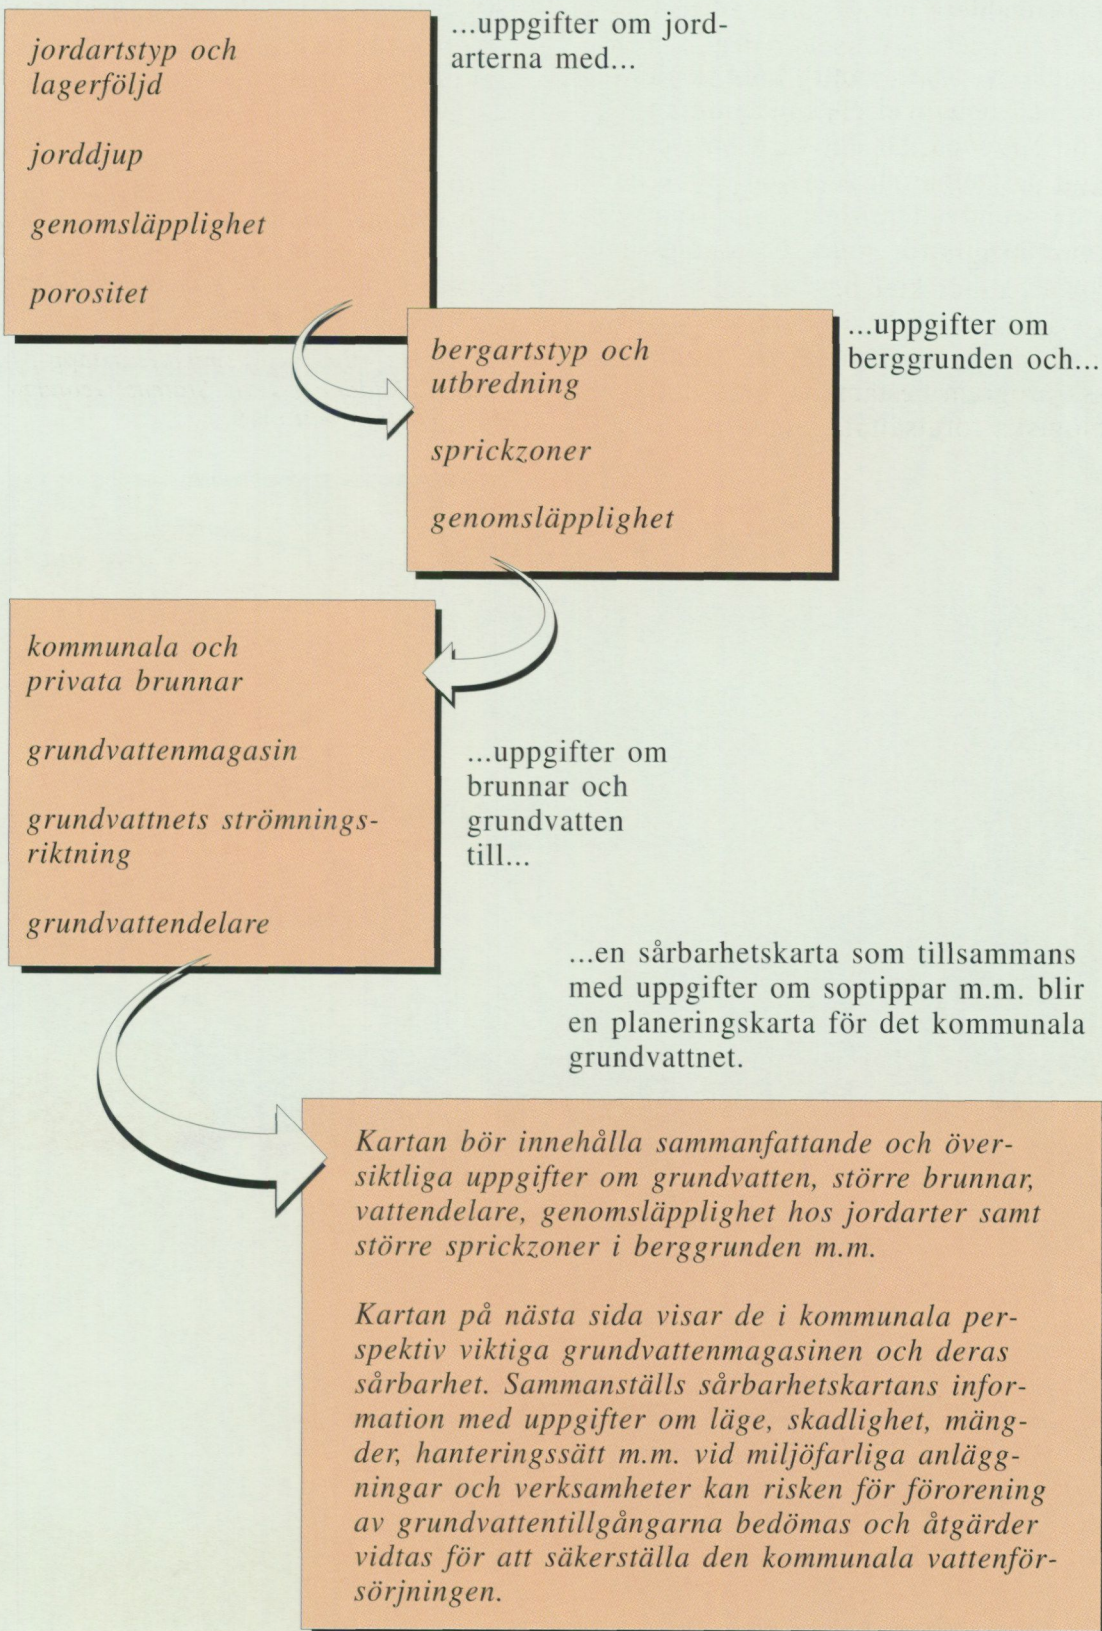 ...uppgifter om jord-
arterna med...
jordartstyp och
lagerföljd
jorddjup
genomsläpplighet
porositet
...uppgifter om
berggrunden och...
bergartstyp och
utbredning
sprickzoner
genomsläpplighet
kommunala och
privata brunnar
grundvattenmagasin
grundvattnets strömnings-
riktning
grundvattendelare
...uppgifter om
brunnar och
grundvatten
till...
...en sårbarhetskarta som tillsammans
med uppgifter om soptippar m.m. blir
en planeringskarta för det kommunala
grundvattnet.
Kartan bör innehålla sammanfattande och över-
siktliga uppgifter om grundvatten, större brunnar,
vattendelare, genomsläpplighet hos jordarter samt
större sprickzoner i berggrunden m.m.
Kartan på nästa sida visar de i kommunala per-
spektiv viktiga grundvattenmagasinen och deras
sårbarhet. Sammanställs sårbarhetskartans infor-
mation med uppgifter om läge, skadlighet, mäng-
der, hanteringssätt m.m. vid miljöfarliga anlägg-
ningar och verksamheter kan risken för förorening
av grundvattentillgångarna bedömas och åtgärder
vidtas för att säkerställa den kommunala vattenför-
sörjningen.